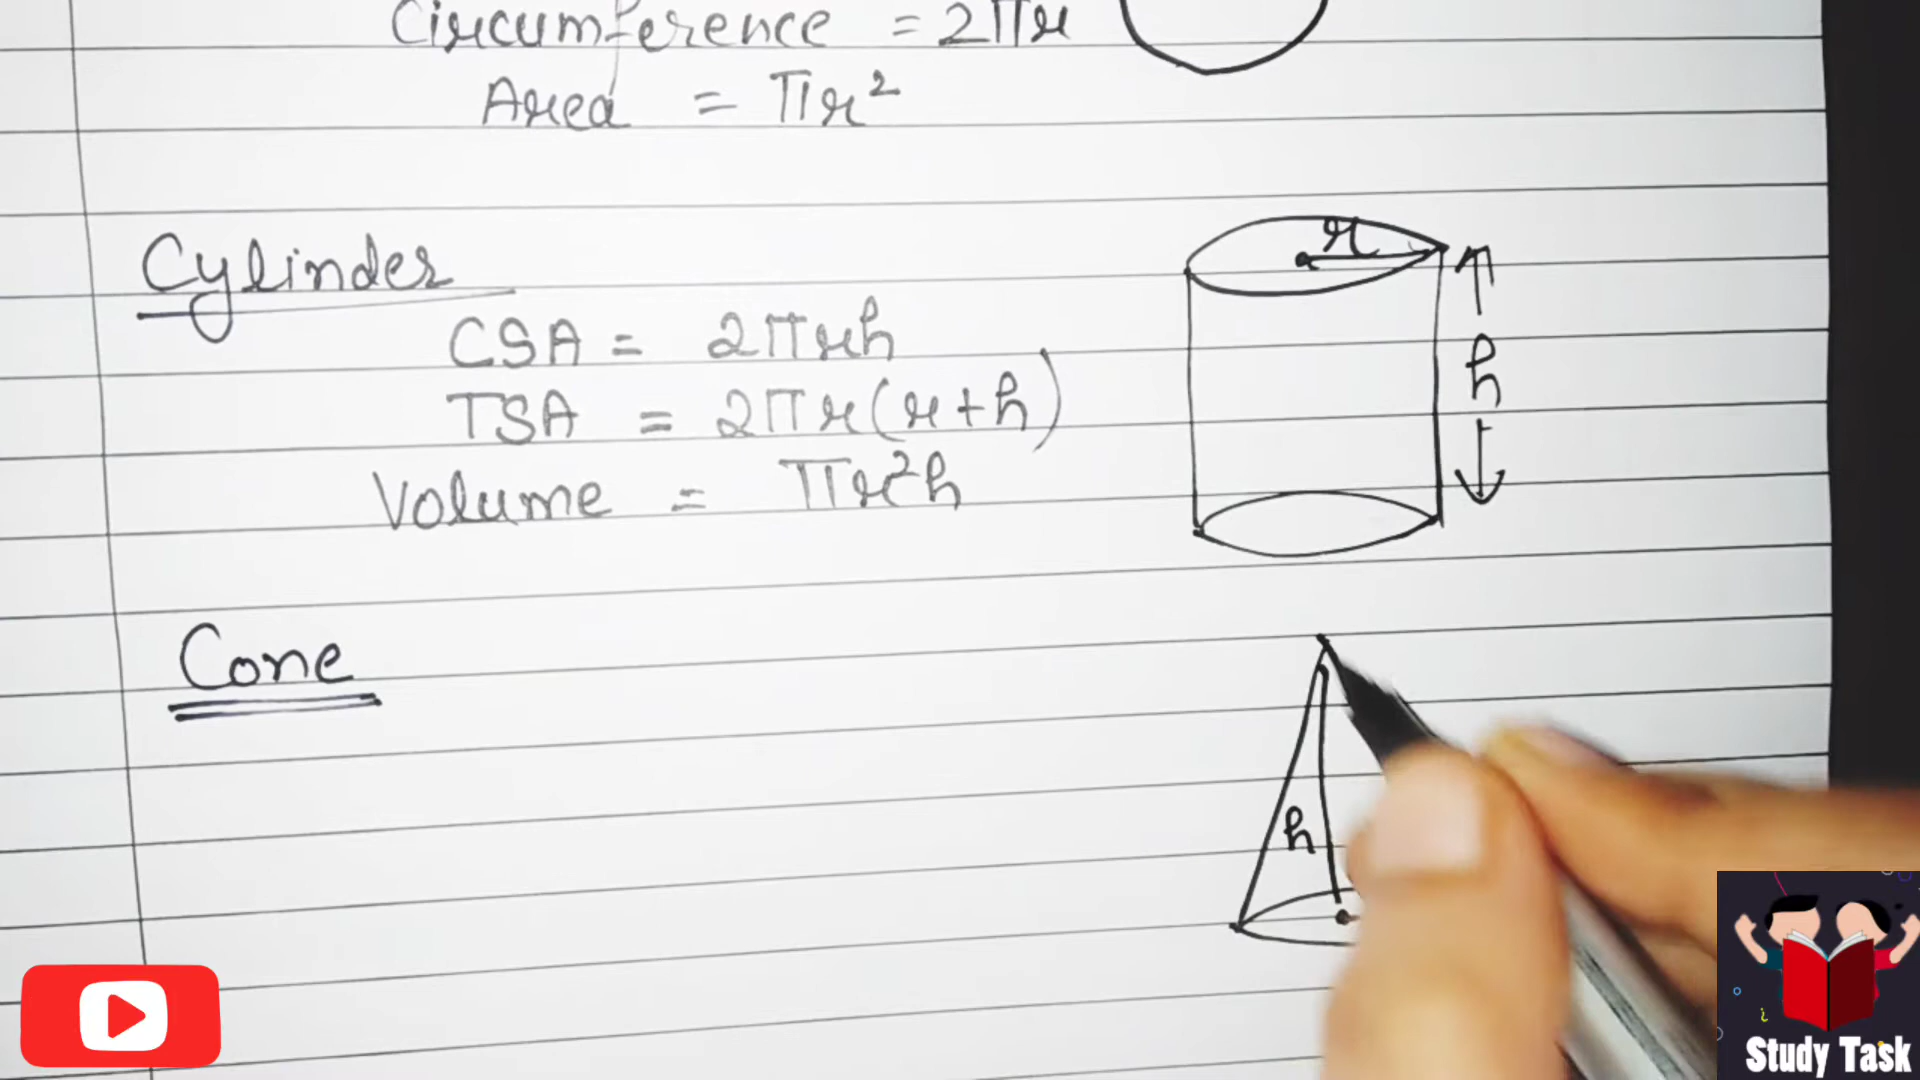 Circumference = 2πr
Area = πr²
r
Cylinder
CSA = 2πrh
TSA = 2πr(r+h)
Volume = πr²h
h
Cone
h
Study Task